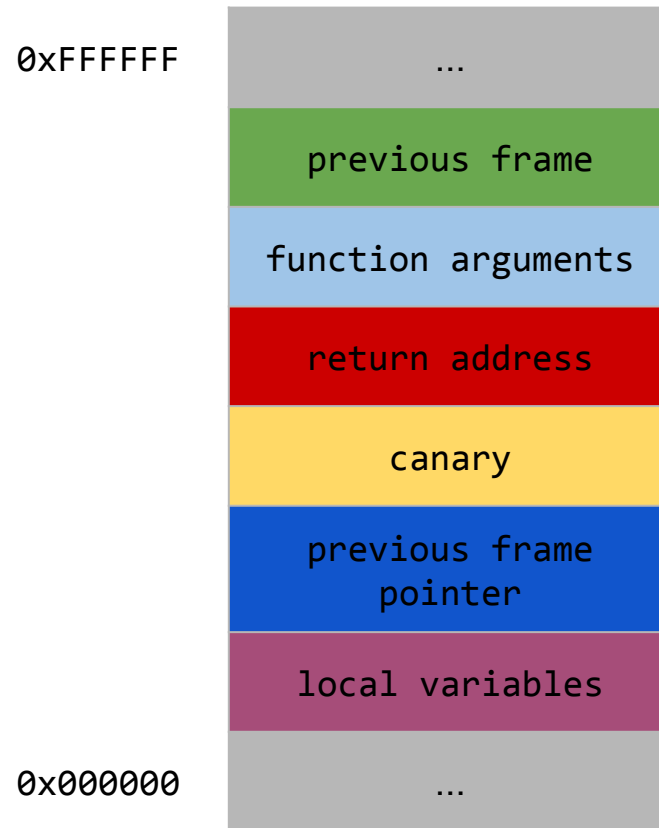 0xFFFFFF
...
previous frame
function arguments
return address
canary
previous frame
pointer
local variables
0x000000
...